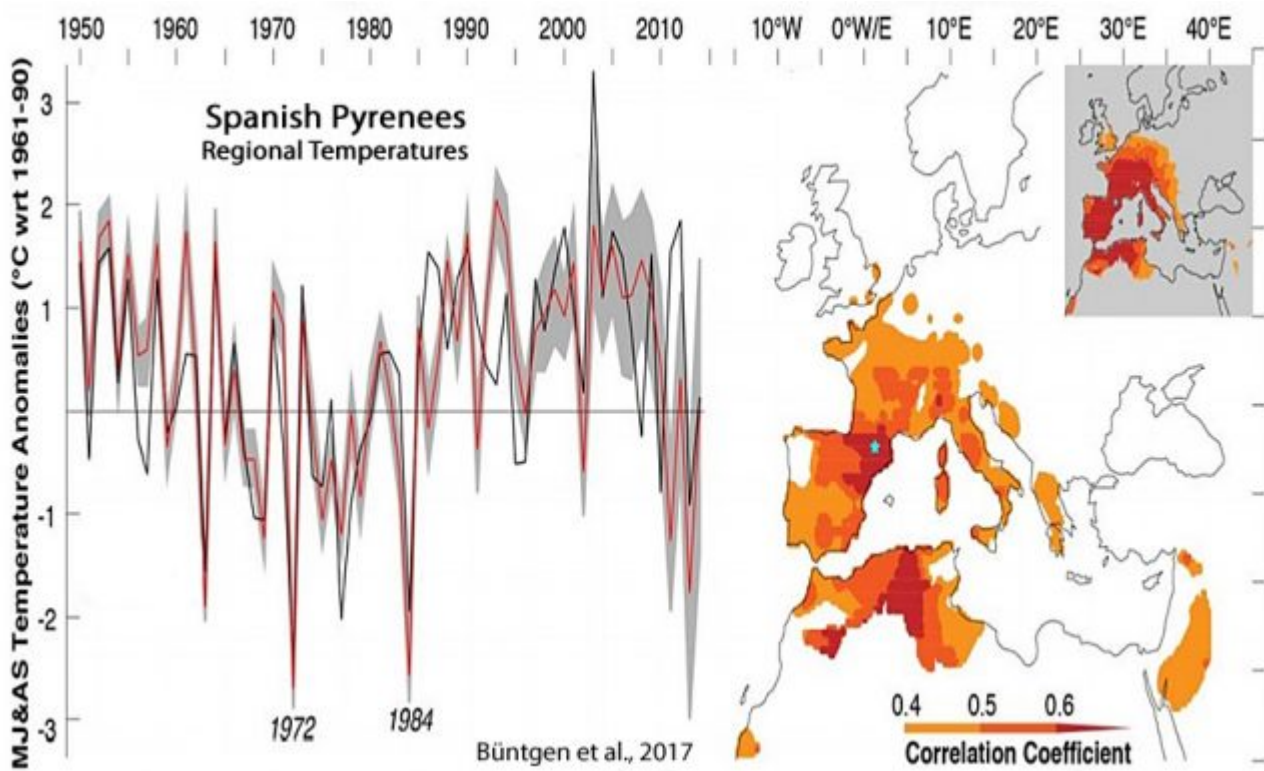 1950 1960 1970 1980 1990 2000 2010
10°W 0°W/E 10°E 20°E 30°E 40°E
MJ&AS Temperature Anomalies (°C wrt 1961-90)
3
2
1
-1
-2
-3
Spanish Pyrenees
Regional Temperatures
1972
1984
Büntgen et al., 2017
0.4 0.5 0.6
Correlation Coefficient